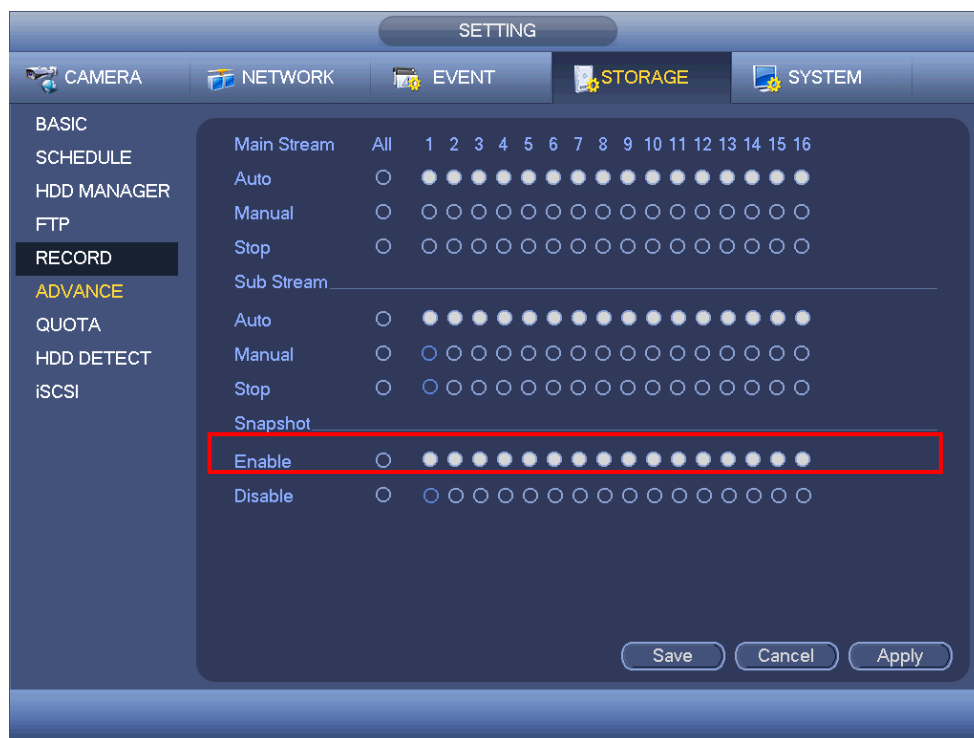 SETTING
CAMERA NETWORK EVENT STORAGE SYSTEM
BASIC
SCHEDULE
HDD MANAGER
FTP
RECORD
ADVANCE
QUOTA
HDD DETECT
iSCSI
Main Stream All 1 2 3 4 5 6 7 8 9 10 11 12 13 14 15 16
Auto
Manual
Stop
Sub Stream
Auto
Manual
Stop
Snapshot
Enable
Disable
Save Cancel Apply